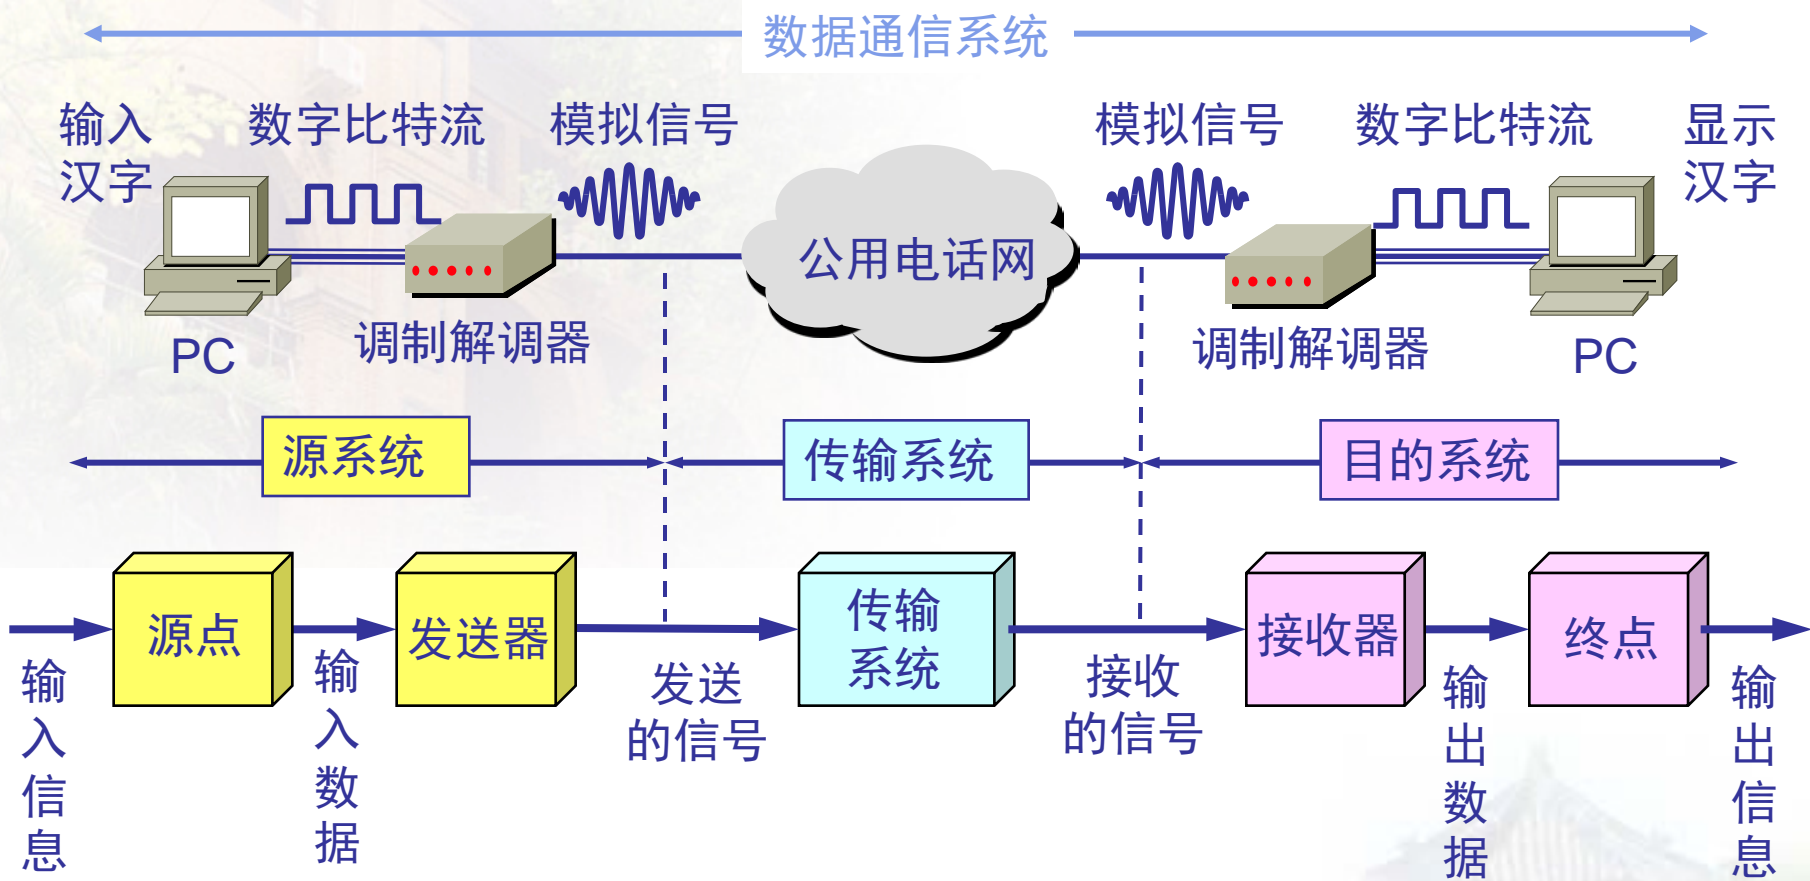 数据通信系统
输入
汉字
数字比特流
模拟信号
模拟信号
数字比特流
显示
汉字
公用电话网
PC
调制解调器
调制解调器
PC
源系统
传输系统
目的系统
源点
发送器
传输
系统
接收器
终点
输入信息
输入数据
发送
的信号
接收
的信号
输出数据
输出信息